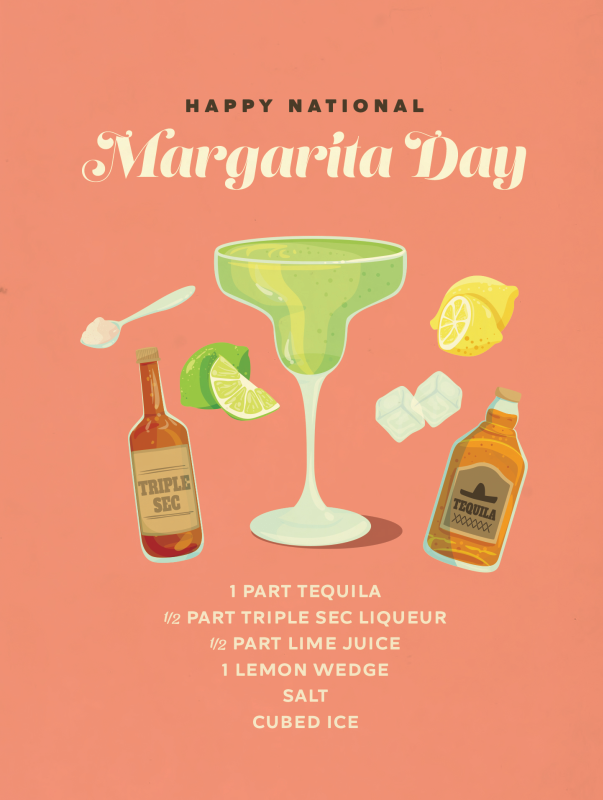 HAPPY NATIONAL
Margarita Day
TRIPLE
SEC
TEQUILA
XXXXXXX
1 PART TEQUILA
1/2 PART TRIPLE SEC LIQUEUR
1/2 PART LIME JUICE
1 LEMON WEDGE
SALT
CUBED ICE